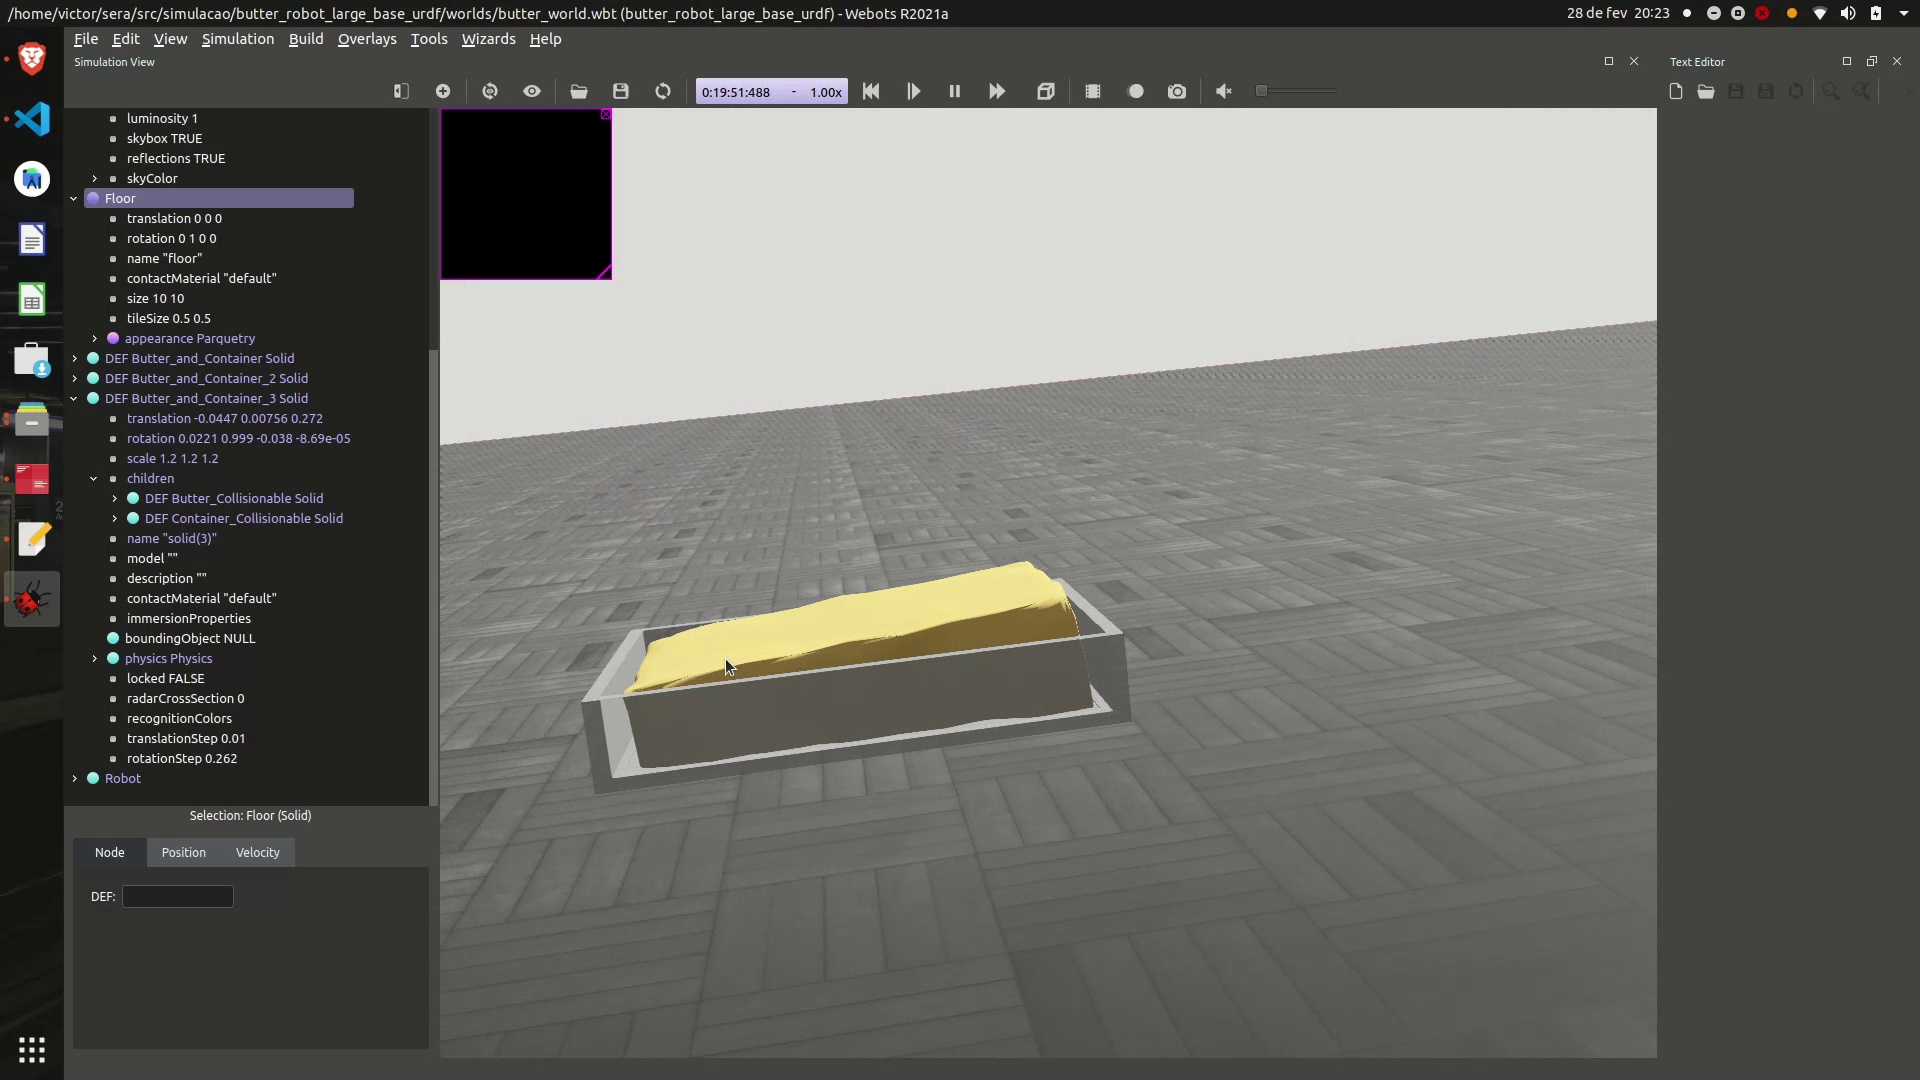 /home/victor/sera/src/simulacao/butter_robot_large_base_urdf/worlds/butter_world.wbt (butter_robot_large_base_urdf) - Webots R2021a
28 de fev 20:23
File Edit View Simulation Build Overlays Tools Wizards Help
Simulation View
Text Editor
0:19:51:488 - 1.00x
luminosity 1
skybox TRUE
reflections TRUE
skyColor
Floor
translation 0 0 0
rotation 0 1 0 0
name "floor"
contactMaterial "default"
size 10 10
tileSize 0.5 0.5
appearance Parquetry
DEF Butter_and_Container Solid
DEF Butter_and_Container_2 Solid
DEF Butter_and_Container_3 Solid
translation -0.0447 0.00756 0.272
rotation 0.0221 0.999 -0.038 -8.69e-05
scale 1.2 1.2 1.2
children
DEF Butter_Collisionable Solid
DEF Container_Collisionable Solid
name "solid(3)"
model ""
description ""
contactMaterial "default"
immersionProperties
boundingObject NULL
physics Physics
locked FALSE
radarCrossSection 0
recognitionColors
translationStep 0.01
rotationStep 0.262
Robot
Selection: Floor (Solid)
Node Position Velocity
DEF: